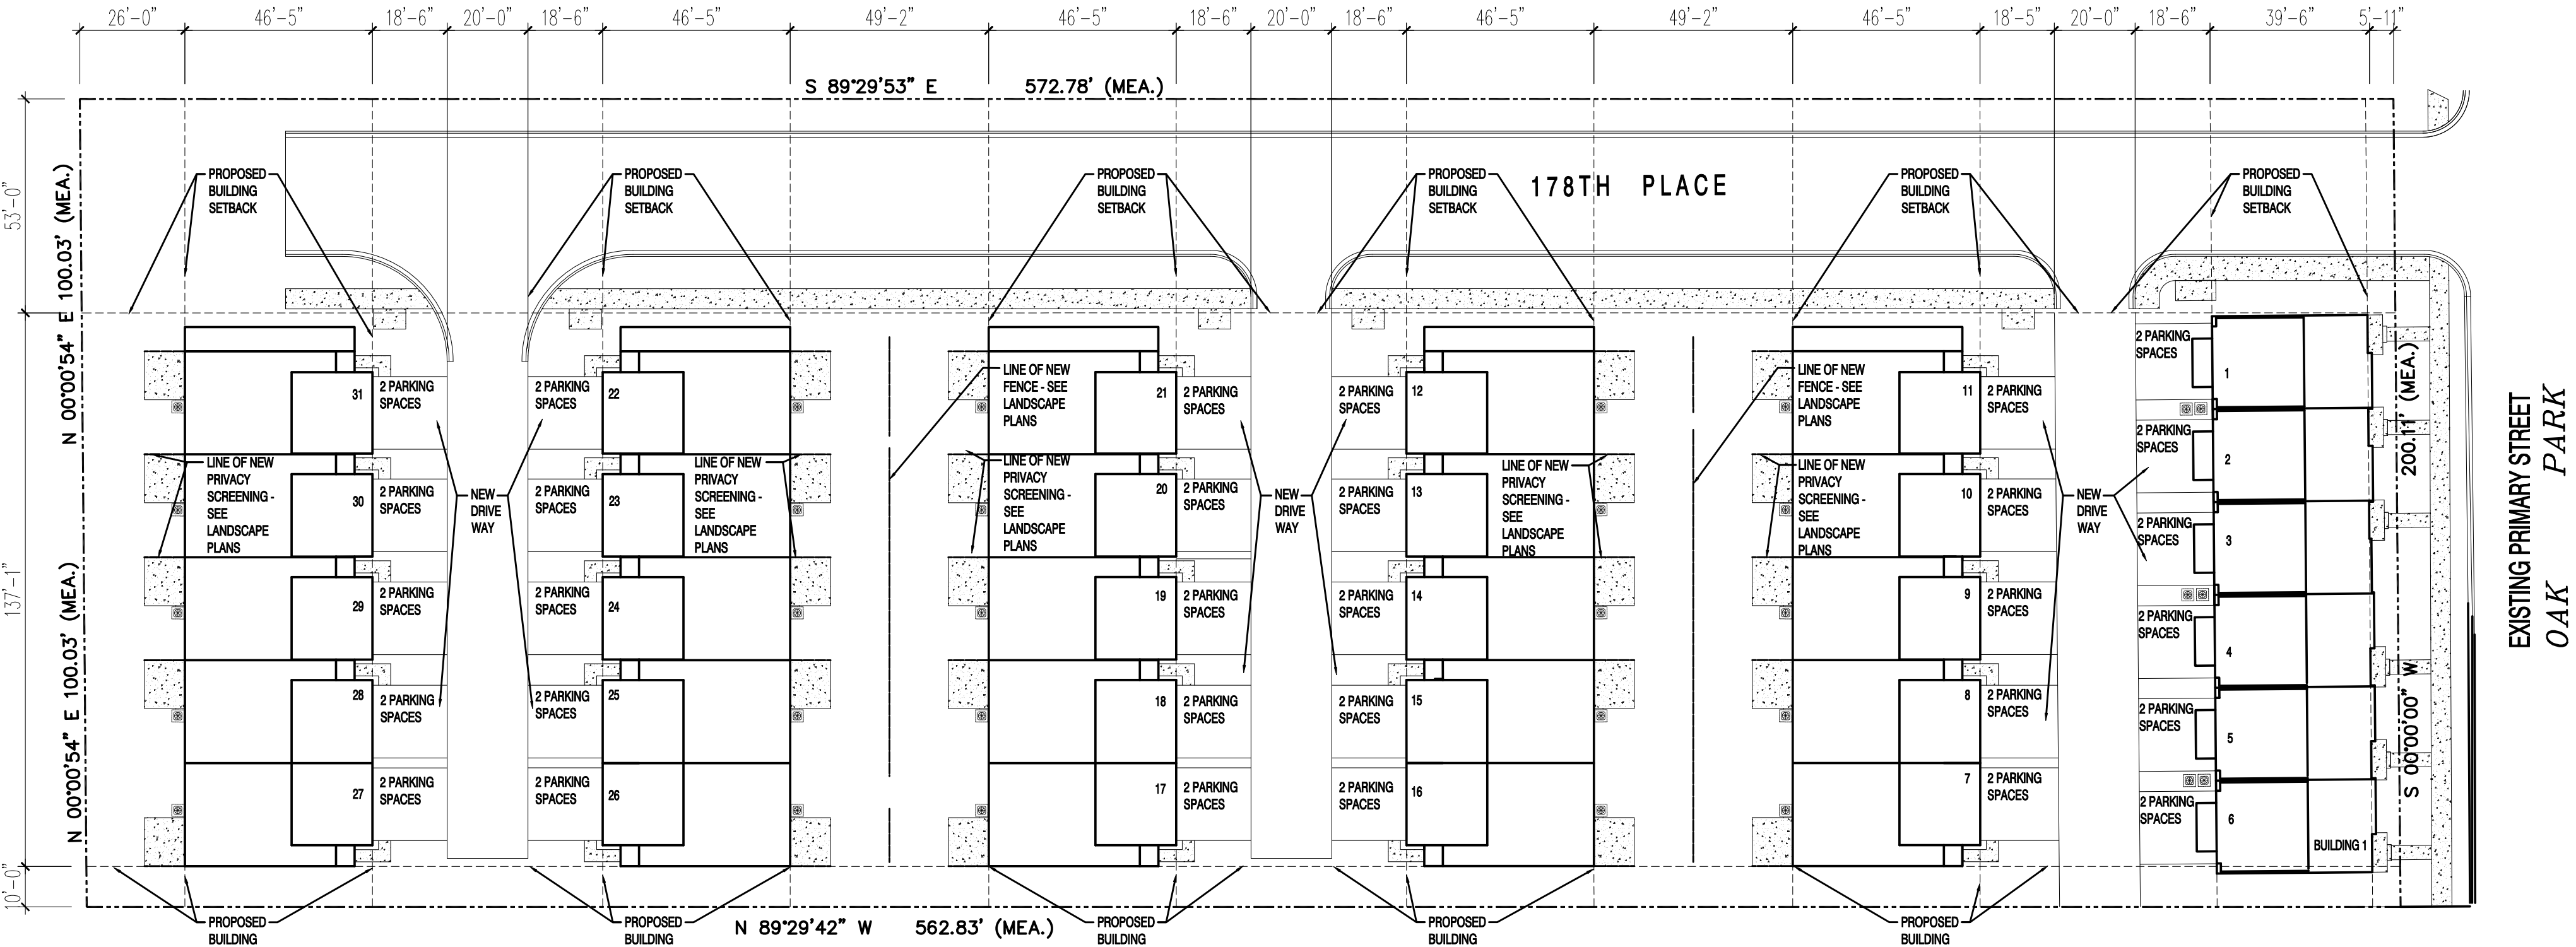 26'-0" 46'-5" 18'-6" 20'-0" 18'-6" 46'-5" 49'-2" 46'-5" 18'-6" 20'-0" 18'-6" 46'-5" 49'-2" 46'-5" 18'-5" 20'-0" 18'-6" 39'-6" 5'-11"
S 89°29'53" E 572.78' (MEA.)
53'-0"
137'-1"
10'-0"
N 00°00'54" E 100.03' (MEA.)
N 00°00'54" E 100.03' (MEA.)
PROPOSED
BUILDING
SETBACK
PROPOSED
BUILDING
SETBACK
PROPOSED
BUILDING
SETBACK
PROPOSED
BUILDING
SETBACK
178TH PLACE
PROPOSED
BUILDING
SETBACK
PROPOSED
BUILDING
SETBACK
31
2 PARKING
SPACES
30
2 PARKING
SPACES
29
2 PARKING
SPACES
28
2 PARKING
SPACES
27
2 PARKING
SPACES
LINE OF NEW
PRIVACY
SCREENING -
SEE
LANDSCAPE
PLANS
NEW
DRIVE
WAY
2 PARKING
SPACES
22
2 PARKING
SPACES
23
2 PARKING
SPACES
24
2 PARKING
SPACES
25
2 PARKING
SPACES
26
LINE OF NEW
PRIVACY
SCREENING -
SEE
LANDSCAPE
PLANS
LINE OF NEW
FENCE - SEE
LANDSCAPE
PLANS
LINE OF NEW
PRIVACY
SCREENING -
SEE
LANDSCAPE
PLANS
21
2 PARKING
SPACES
20
2 PARKING
SPACES
19
2 PARKING
SPACES
18
2 PARKING
SPACES
17
2 PARKING
SPACES
NEW
DRIVE
WAY
2 PARKING
SPACES
12
2 PARKING
SPACES
13
2 PARKING
SPACES
14
2 PARKING
SPACES
15
2 PARKING
SPACES
16
LINE OF NEW
PRIVACY
SCREENING -
SEE
LANDSCAPE
PLANS
LINE OF NEW
FENCE - SEE
LANDSCAPE
PLANS
LINE OF NEW
PRIVACY
SCREENING -
SEE
LANDSCAPE
PLANS
11
2 PARKING
SPACES
10
2 PARKING
SPACES
9
2 PARKING
SPACES
8
2 PARKING
SPACES
7
2 PARKING
SPACES
NEW
DRIVE
WAY
2 PARKING
SPACES
1
2 PARKING
SPACES
2
2 PARKING
SPACES
3
2 PARKING
SPACES
4
2 PARKING
SPACES
5
2 PARKING
SPACES
6
BUILDING 1
S 00°00'00" W 200.11' (MEA.)
EXISTING PRIMARY STREET
OAK PARK
PROPOSED
BUILDING
PROPOSED
BUILDING
N 89°29'42" W 562.83' (MEA.)
PROPOSED
BUILDING
PROPOSED
BUILDING
PROPOSED
BUILDING